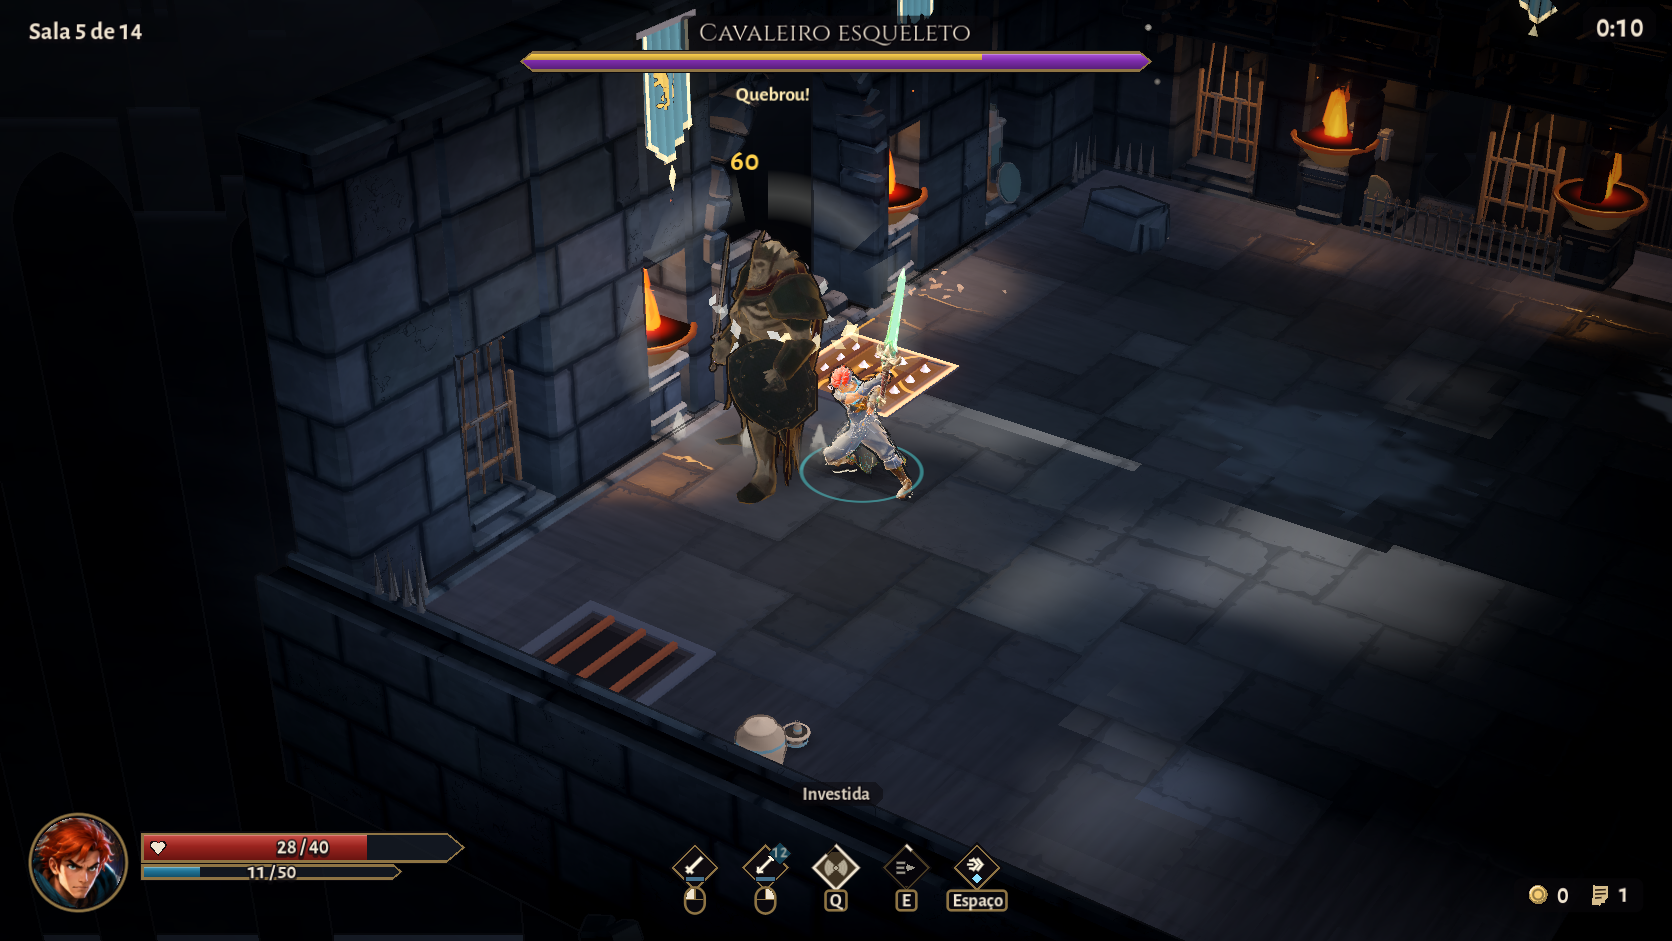 Sala 5 de 14
CAVALEIRO ESQUELETO
0:10
Quebrou!
60
Investida
28/40
11/50
12
Q
E
Espaço
0
1